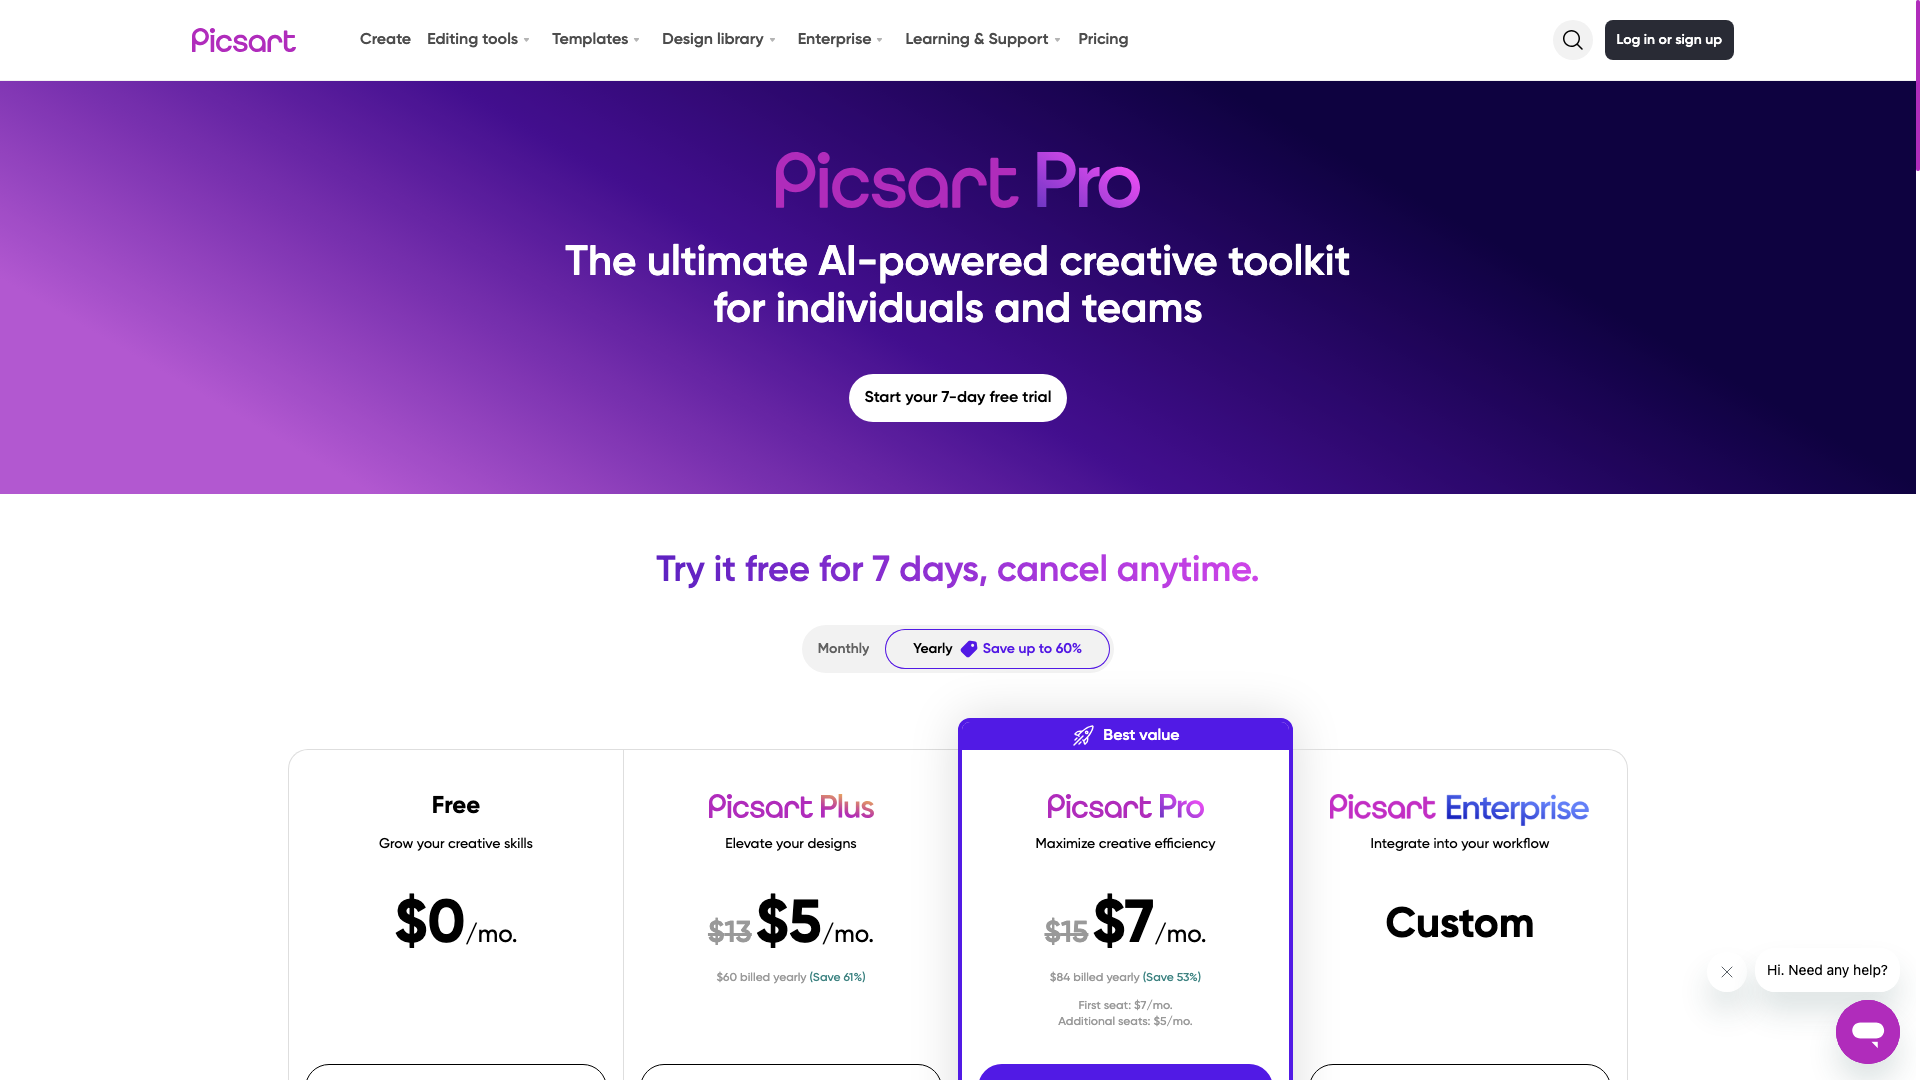 Picsart
Create
Editing tools
Templates
Design library
Enterprise
Learning & Support
Pricing
Log in or sign up
Picsart Pro
The ultimate AI-powered creative toolkit
for individuals and teams
Start your 7-day free trial
Try it free for 7 days, cancel anytime.
Monthly
Yearly
Save up to 60%
Best value
Free
Grow your creative skills
$0/mo.
Picsart Plus
Elevate your designs
$13 $5/mo.
$60 billed yearly (Save 61%)
Picsart Pro
Maximize creative efficiency
$15 $7/mo.
$84 billed yearly (Save 53%)
First seat: $7/mo.
Additional seats: $5/mo.
Picsart Enterprise
Integrate into your workflow
Custom
Hi. Need any help?